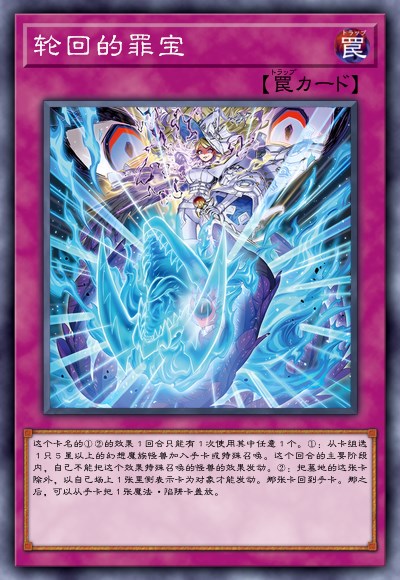 轮回的罪宝
トラップ
罠
トラップ
【罠カード】
这个卡名的①②的效果1回合只能有1次使用其中任意1个。①：从卡组选
1只5星以上的幻想魔族怪兽加入手卡或特殊召唤。这个回合的主要阶段
内，自己不能把这个效果特殊召唤的怪兽的效果发动。②：把墓地的这张卡
除外，以自己场上1张里侧表示卡为对象才能发动。那张卡回到手卡。那之
后，可以从手卡把1张魔法·陷阱卡盖放。